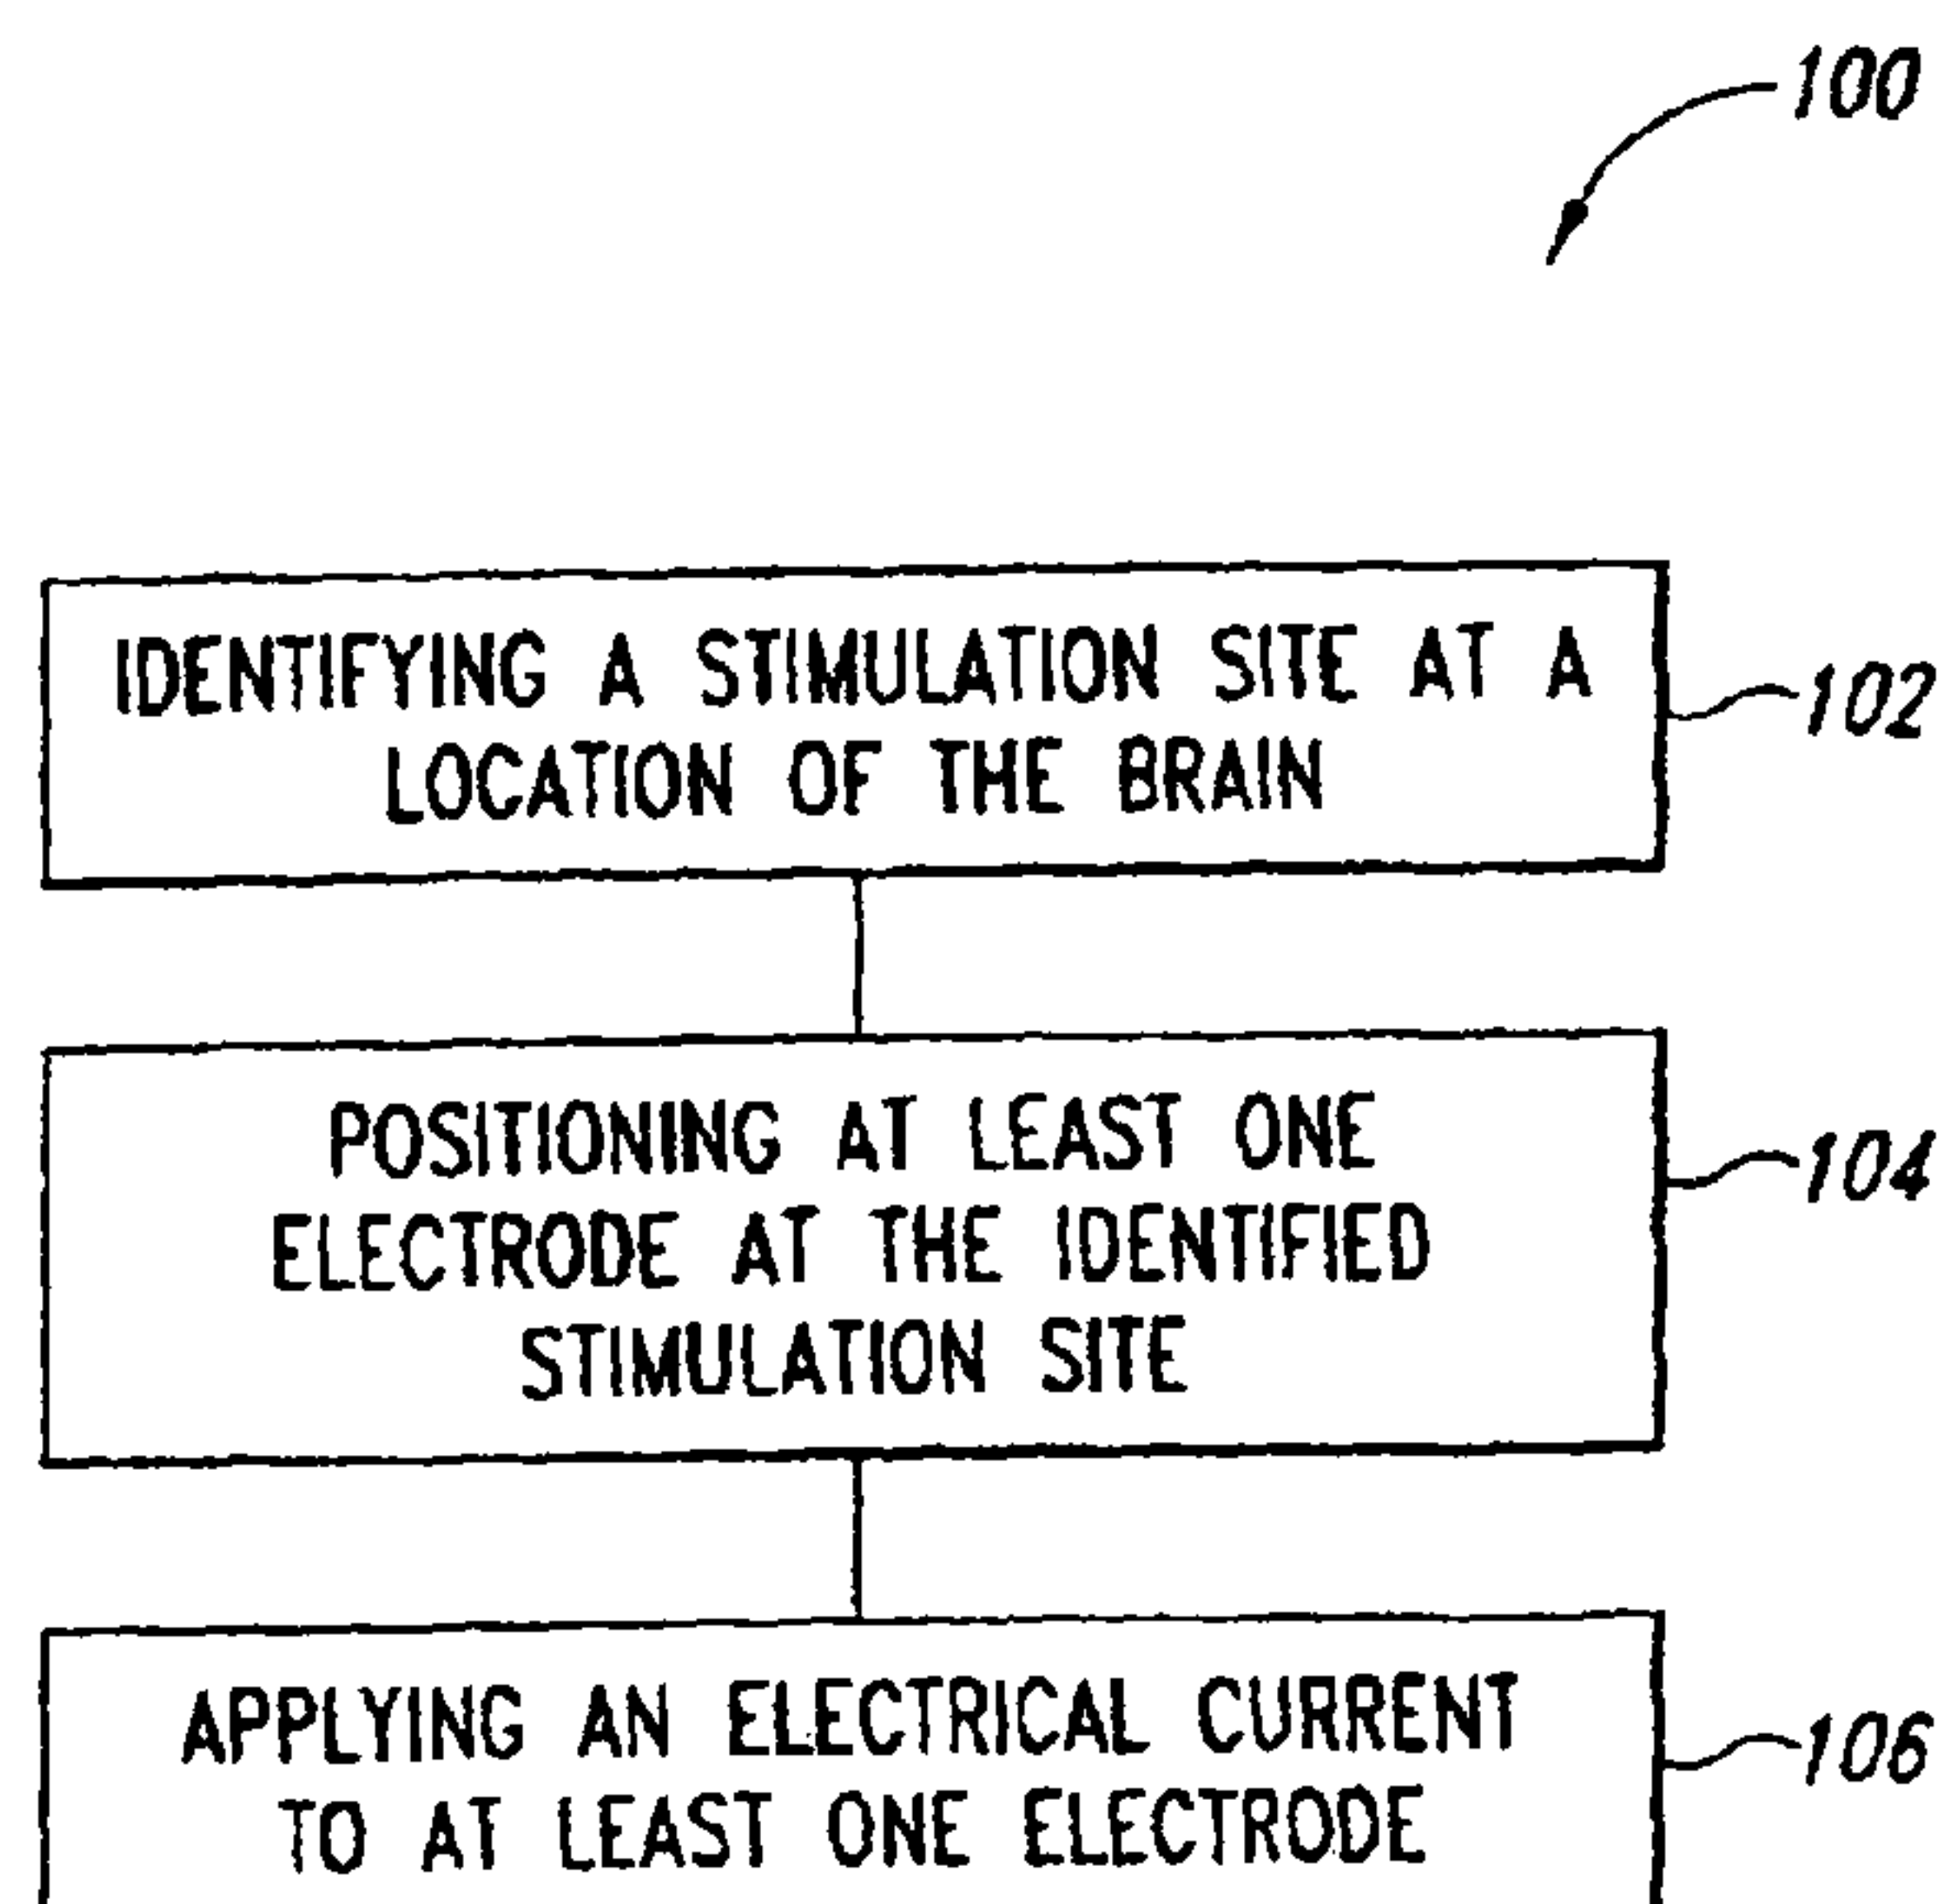 100
IDENTIFYING A STIMULATION SITE AT A
LOCATION OF THE BRAIN
102
POSITIONING AT LEAST ONE
ELECTRODE AT THE IDENTIFIED
STIMULATION SITE
104
APPLYING AN ELECTRICAL CURRENT
TO AT LEAST ONE ELECTRODE
106